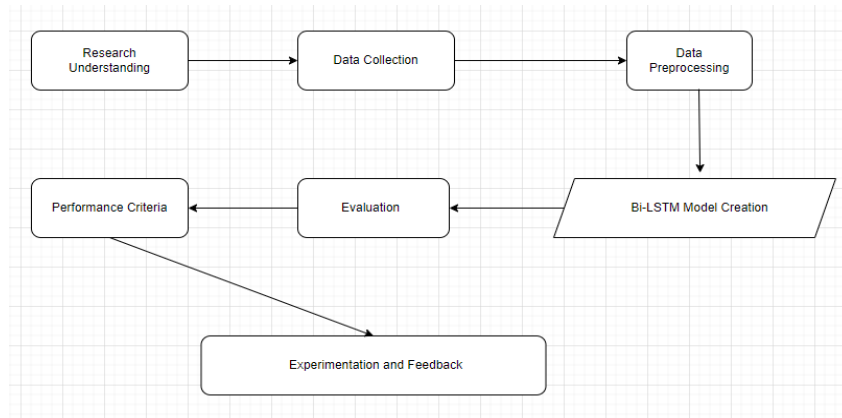 Research
Understanding
Data Collection
Data
Preprocessing
Bi-LSTM Model Creation
Evaluation
Performance Criteria
Experimentation and Feedback